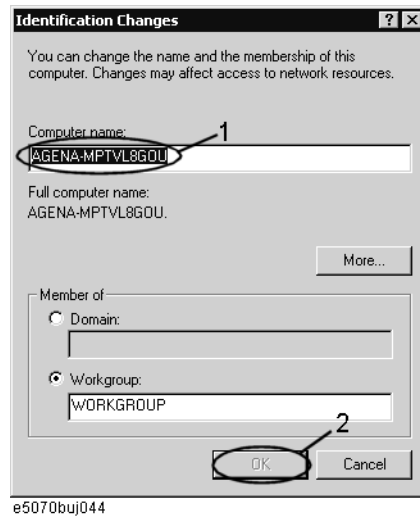 Identification Changes
You can change the name and the membership of this
computer. Changes may affect access to network resources.
1
Computer name:
AGENA-MPTVL8GOU
Full computer name:
AGENA-MPTVL8GOU.
More...
Member of
Domain:
Workgroup:
WORKGROUP
2
OK Cancel
e5070buj044